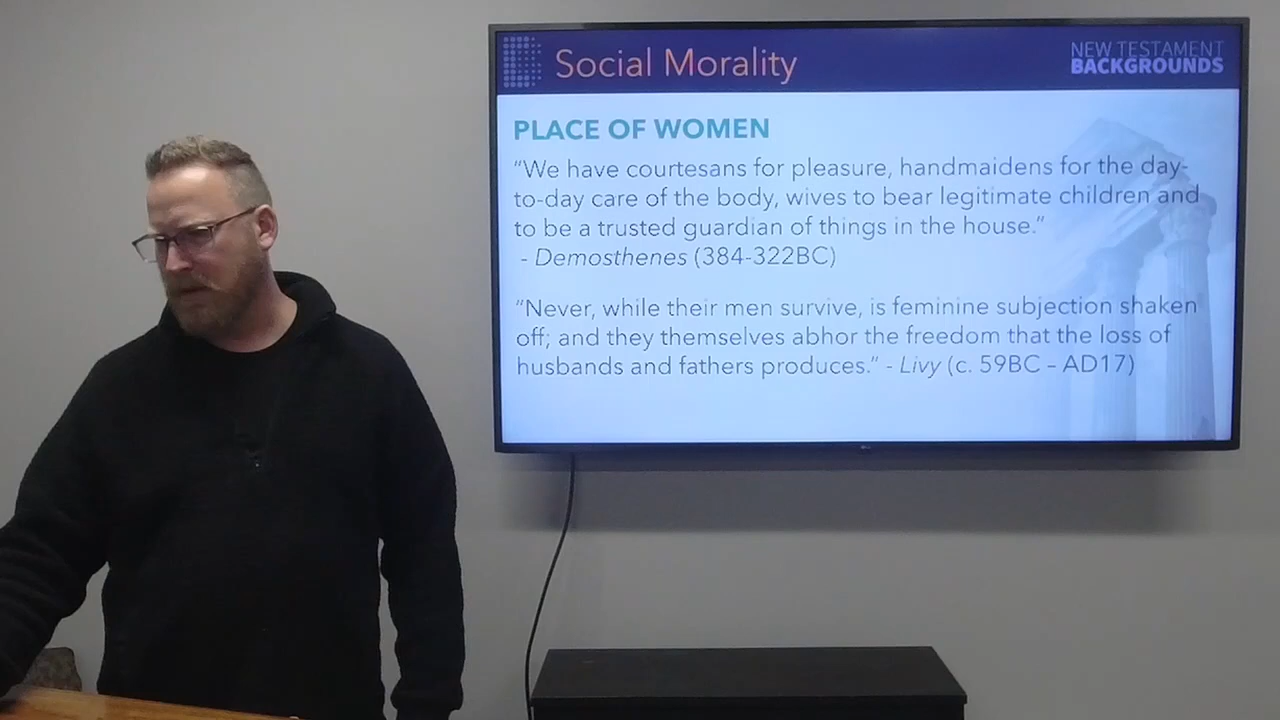 Social Morality
NEW TESTAMENT
BACKGROUNDS
PLACE OF WOMEN
“We have courtesans for pleasure, handmaidens for the day-
to-day care of the body, wives to bear legitimate children and
to be a trusted guardian of things in the house.”
- Demosthenes (384-322BC)
“Never, while their men survive, is feminine subjection shaken
off; and they themselves abhor the freedom that the loss of
husbands and fathers produces.” - Livy (c. 59BC – AD17)